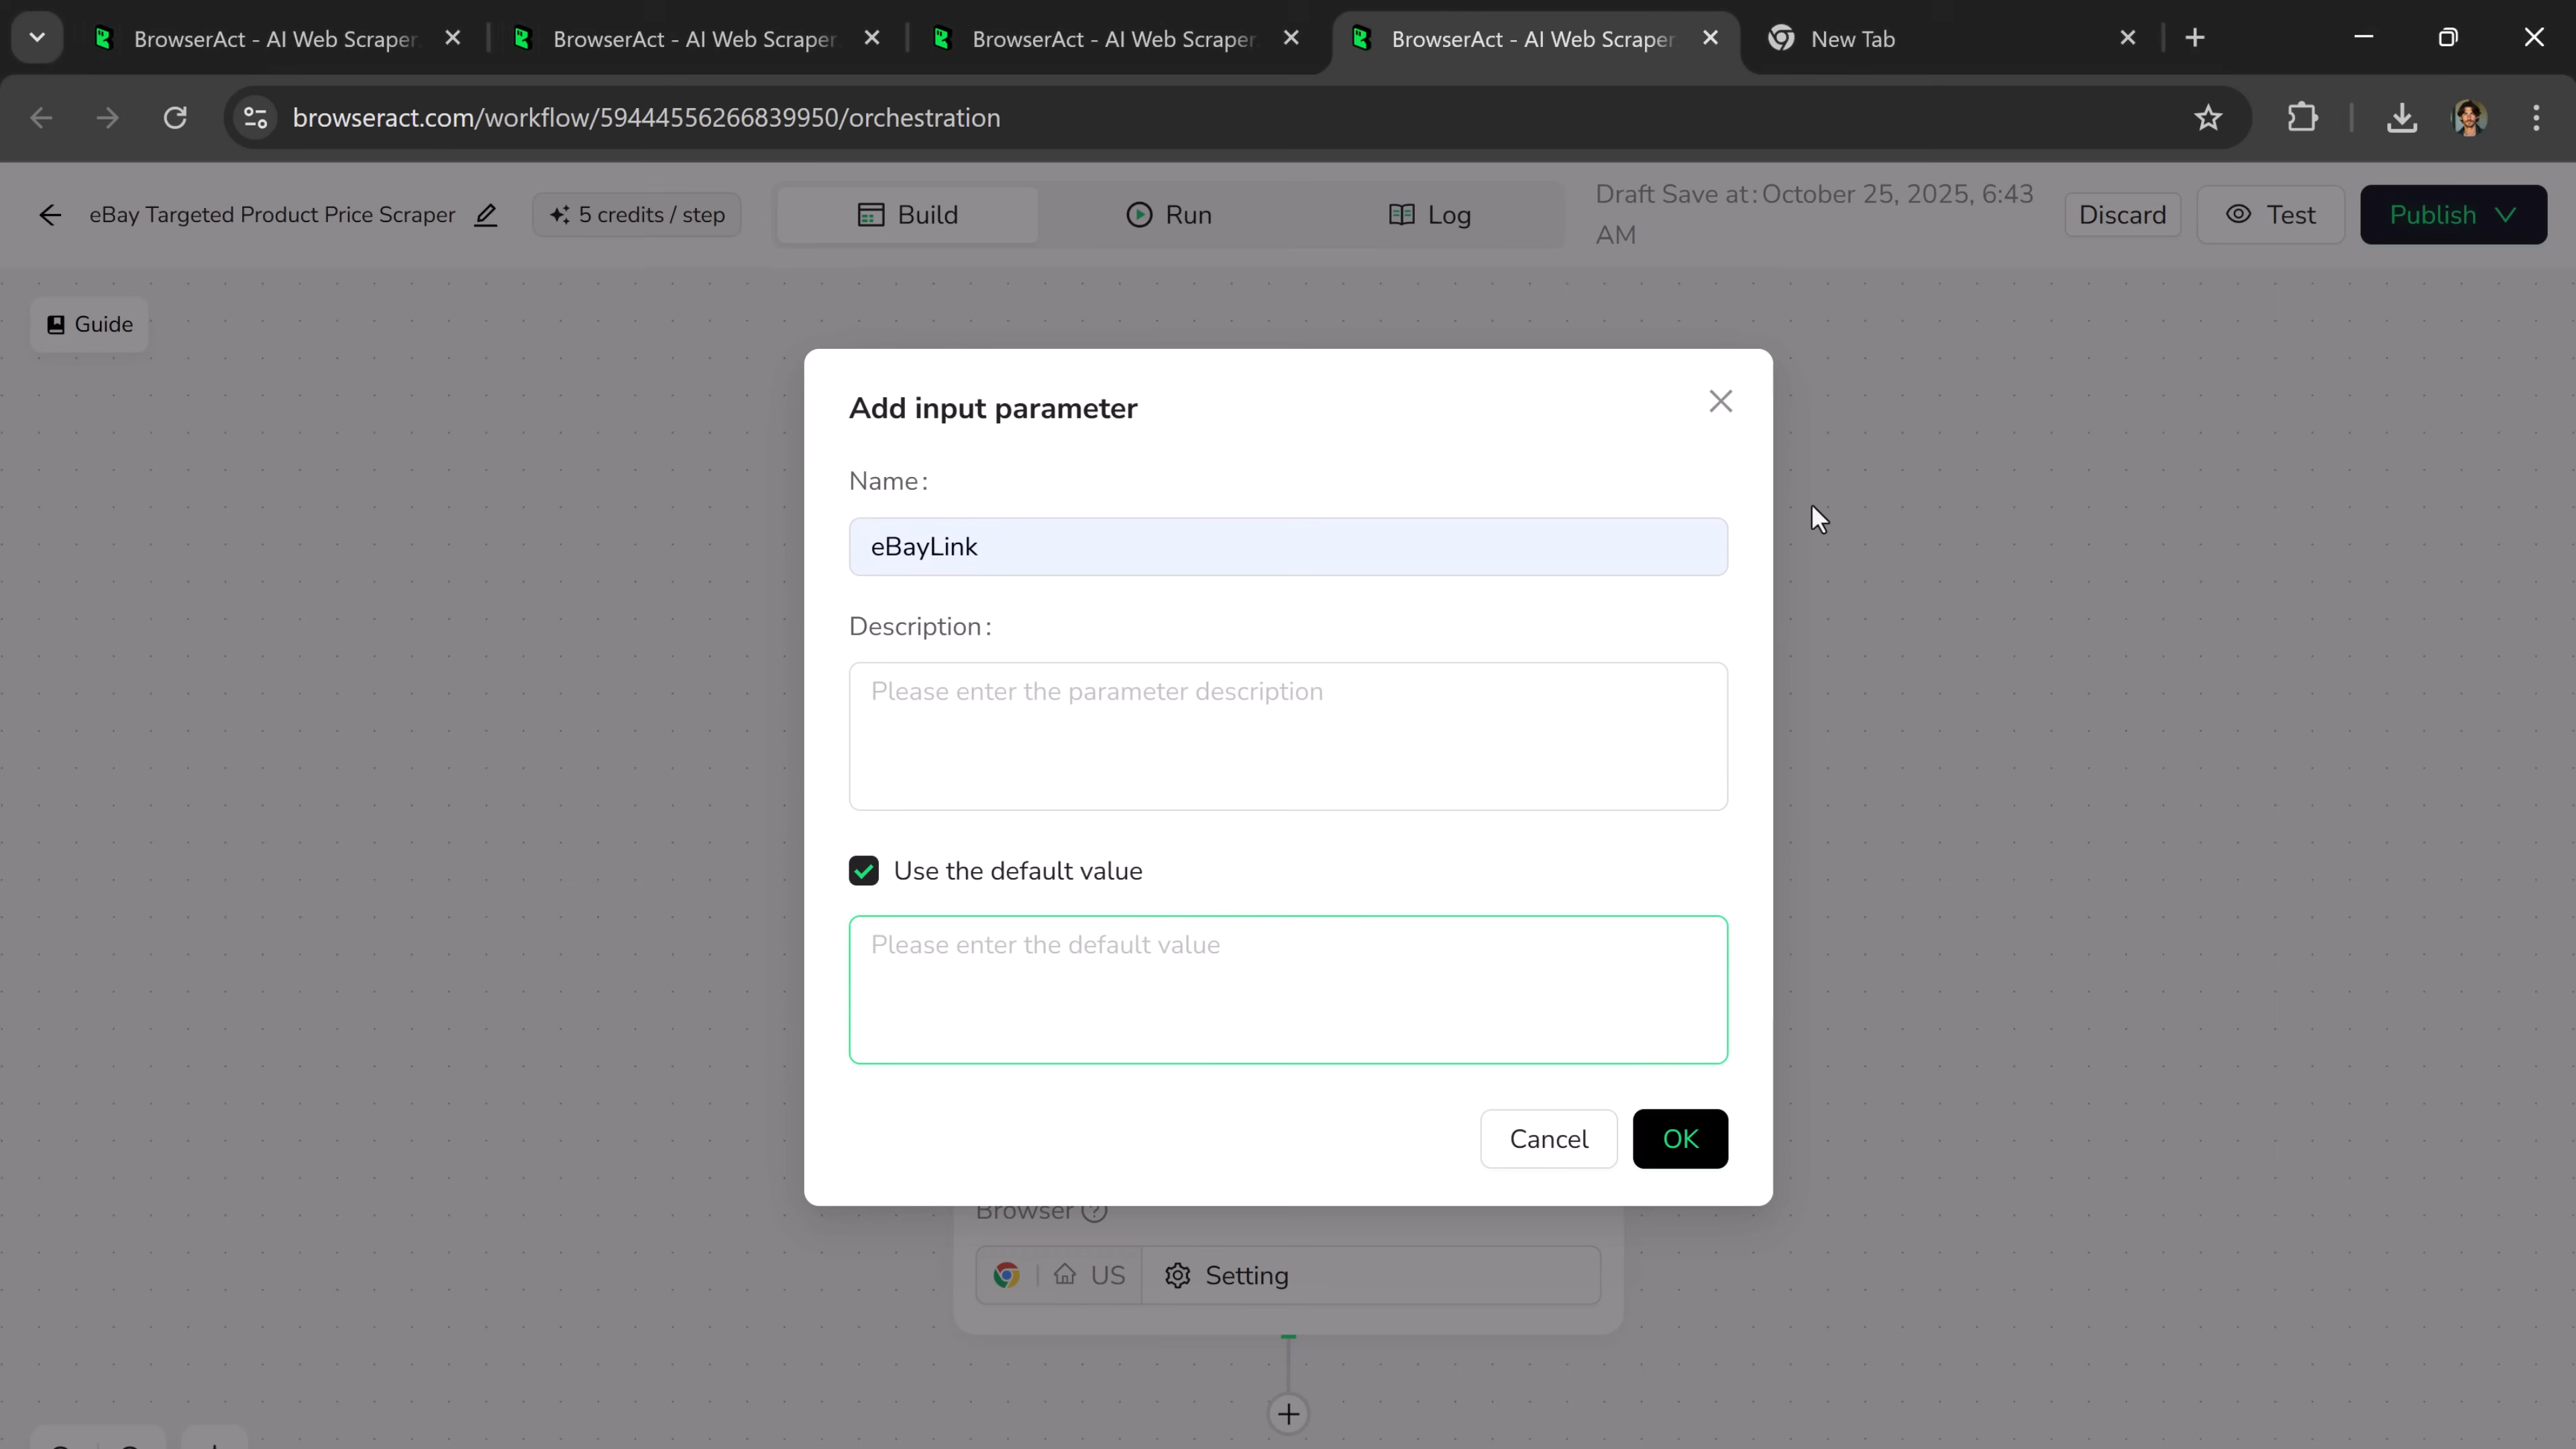 BrowserAct - AI Web Scraper
BrowserAct - AI Web Scraper
BrowserAct - AI Web Scraper
BrowserAct - AI Web Scraper
New Tab
browseract.com/workflow/59444556266839950/orchestration
eBay Targeted Product Price Scraper
5 credits / step
Build
Run
Log
Draft Save at: October 25, 2025, 6:43
AM
Discard
Test
Publish
Guide
Add input parameter
Name:
eBayLink
Description:
Please enter the parameter description
Use the default value
Please enter the default value
Cancel
OK
Browser
US
Setting